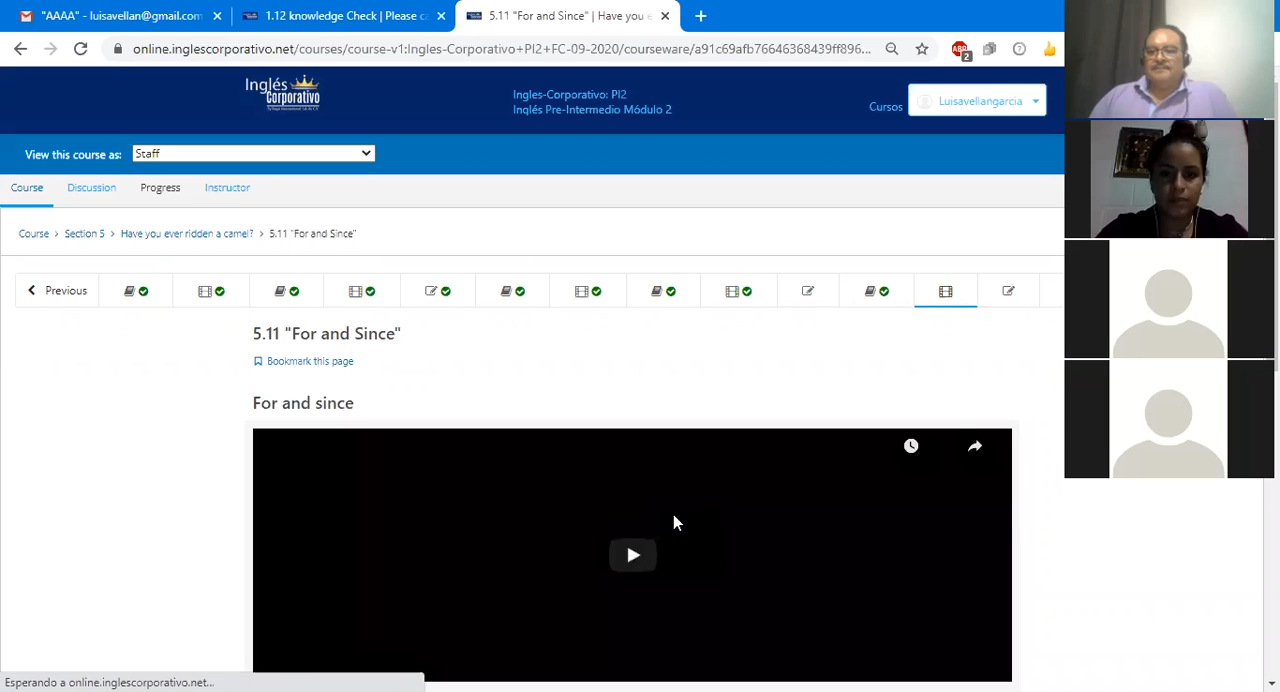 "AAAA" - luisavellan@gmail.com
1.12 knowledge Check | Please ca
5.11 "For and Since" | Have you e
online.inglescorporativo.net/courses/course-v1:Ingles-Corporativo+PI2+FC-09-2020/courseware/a91c69afb76646368439ff896...
2
Inglés
Corporativo
Ingles-Corporativo: PI2
Inglés Pre-Intermedio Módulo 2
Cursos
Luisavellangarcia
View this course as:
Staff
Course
Discussion
Progress
Instructor
Course > Section 5 > Have you ever ridden a camel? > 5.11 "For and Since"
Previous
5.11 "For and Since"
Bookmark this page
For and since
Esperando a online.inglescorporativo.net...